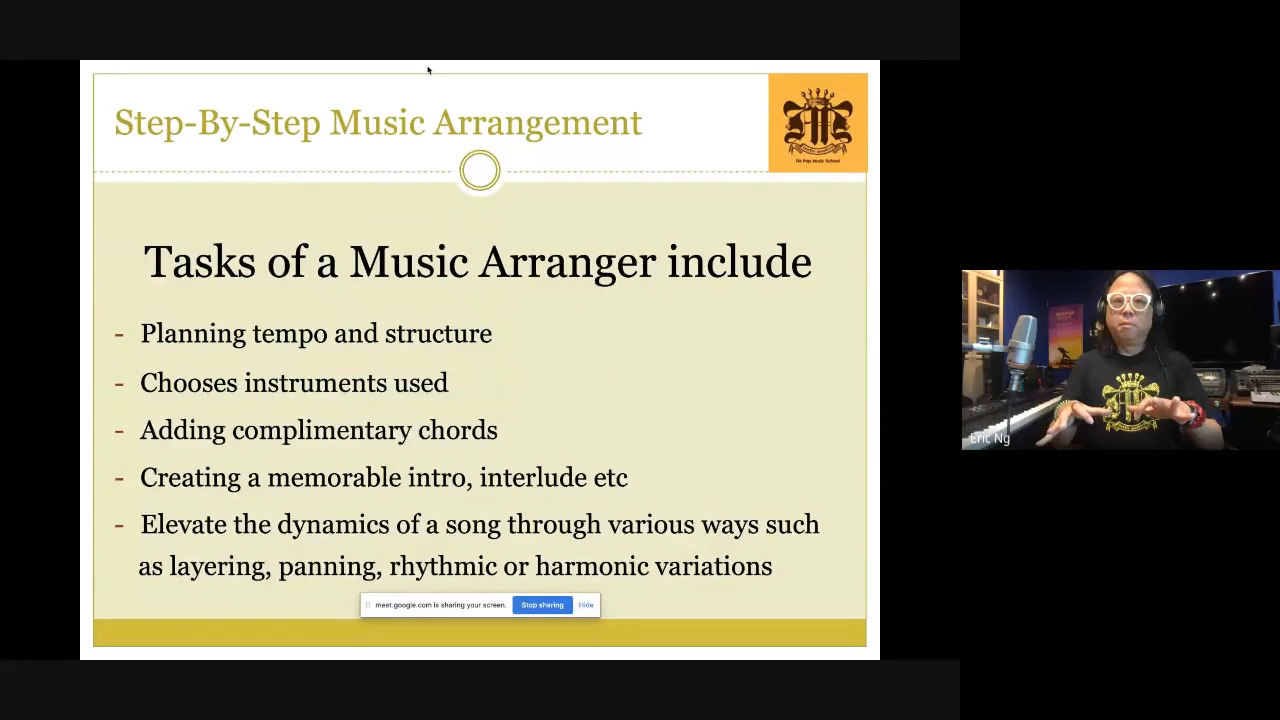 Step-By-Step Music Arrangement
Tasks of a Music Arranger include
- Planning tempo and structure
- Chooses instruments used
- Adding complimentary chords
- Creating a memorable intro, interlude etc
- Elevate the dynamics of a song through various ways such
as layering, panning, rhythmic or harmonic variations
meet.google.com is sharing your screen.
Stop sharing
Hide
Eric Ng